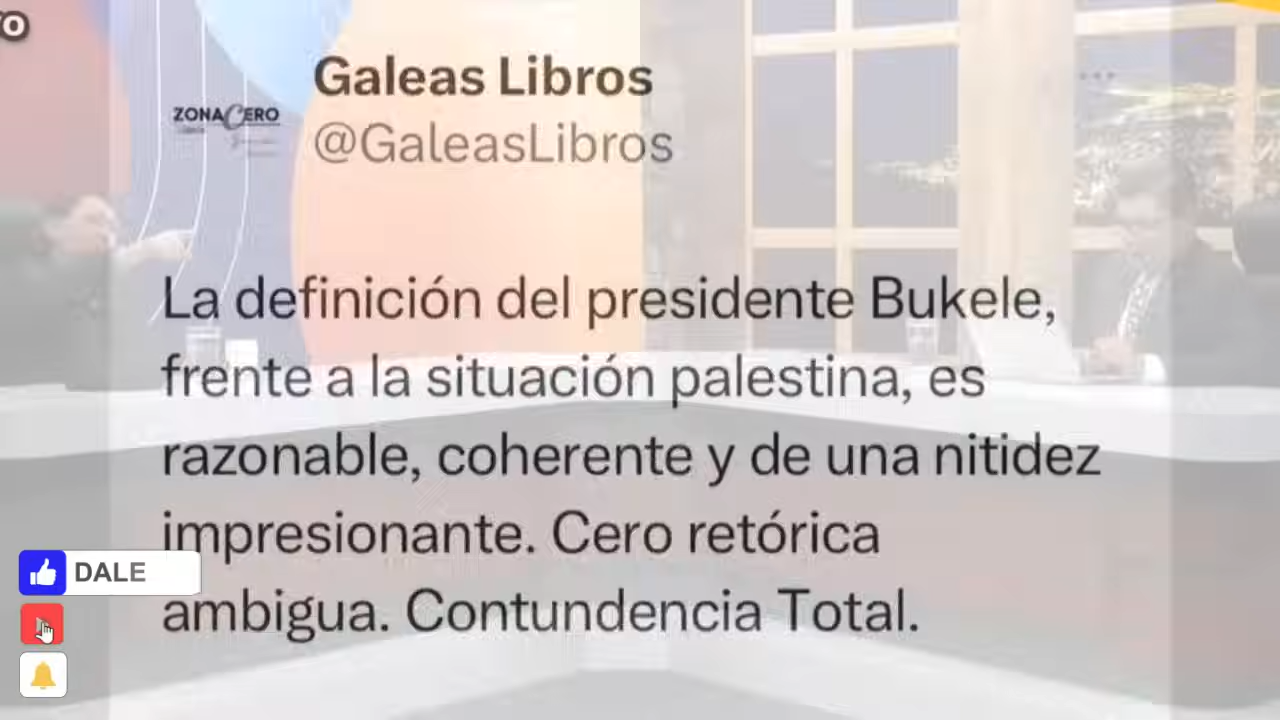 ZONACERO
Galeas Libros
@GaleasLibros
La definición del presidente Bukele,
frente a la situación palestina, es
razonable, coherente y de una nitidez
impresionante. Cero retórica
ambigua. Contundencia Total.
DALE